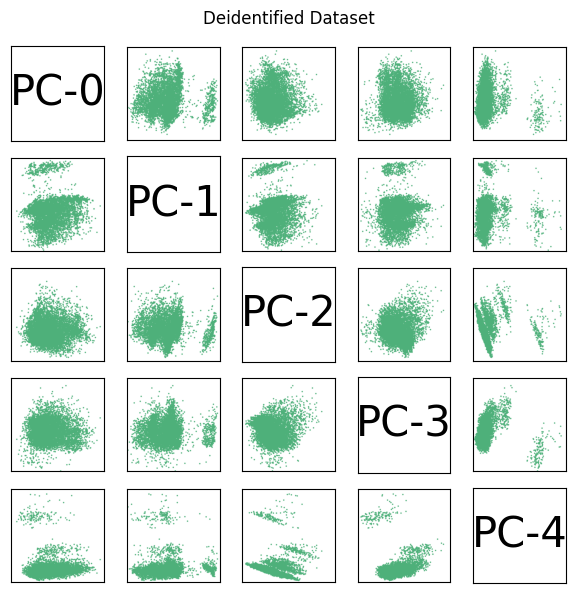 Deidentified Dataset
PC-0
PC-1
PC-2
PC-3
PC-4